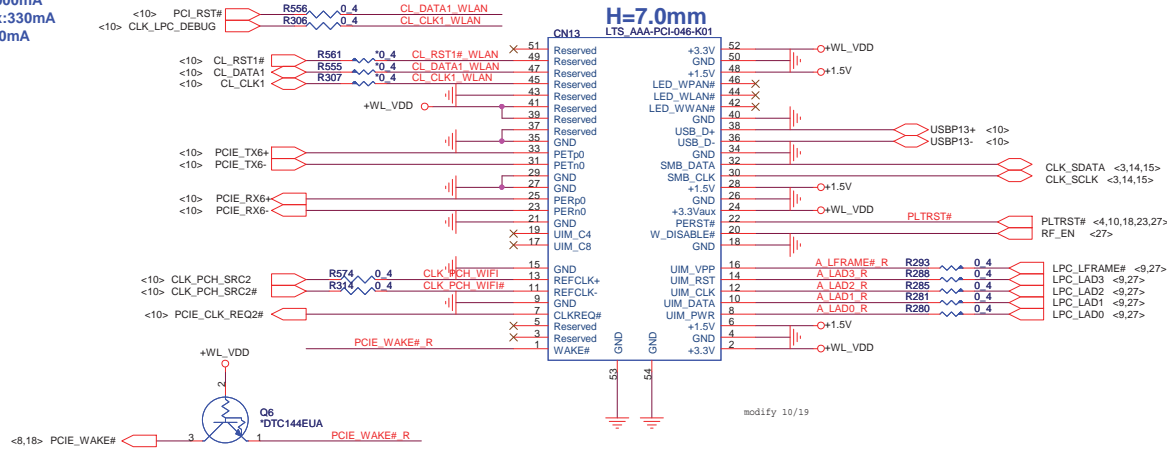 :330mA
0mA
<10> PCI_RST# R556 0_4 CL_DATA1_WLAN
<10> CLK_LPC_DEBUG R306 0_4 CL_CLK1_WLAN
H=7.0mm
CN13 LTS_AAA-PCI-046-K01
51 Reserved +3.3V 52 +WL_VDD
<10> CL_RST1# R561 *0_4 CL_RST1#_WLAN 49 Reserved GND 50
<10> CL_DATA1 R555 *0_4 CL_DATA1_WLAN 47 Reserved +1.5V 48 +1.5V
<10> CL_CLK1 R307 *0_4 CL_CLK1_WLAN 45 Reserved LED_WPAN# 46
43 Reserved LED_WLAN# 44
+WL_VDD 41 Reserved LED_WWAN# 42
39 Reserved GND 40
37 Reserved USB_D+ 38 USBP13+ <10>
35 GND USB_D- 36 USBP13- <10>
<10> PCIE_TX6+ 33 PETp0 GND 34
<10> PCIE_TX6- 31 PETn0 SMB_DATA 32 CLK_SDATA <3,14,15>
29 GND SMB_CLK 30 CLK_SCLK <3,14,15>
27 GND +1.5V 28 +1.5V
<10> PCIE_RX6+ 25 PERp0 GND 26
<10> PCIE_RX6- 23 PERn0 +3.3Vaux 24 +WL_VDD
21 GND PERST# 22 PLTRST# PLTRST# <4,10,18,23,27>
19 UIM_C4 W_DISABLE# 20 RF_EN <27>
17 UIM_C8 GND 18
15 GND UIM_VPP 16 A_LFRAME#_R R293 0_4 LPC_LFRAME# <9,27>
<10> CLK_PCH_SRC2 R574 0_4 CLK_PCH_WIFI 13 REFCLK+ UIM_RST 14 A_LAD3_R R288 0_4 LPC_LAD3 <9,27>
<10> CLK_PCH_SRC2# R314 0_4 CLK_PCH_WIFI# 11 REFCLK- UIM_CLK 12 A_LAD2_R R285 0_4 LPC_LAD2 <9,27>
9 GND UIM_DATA 10 A_LAD1_R R281 0_4 LPC_LAD1 <9,27>
<10> PCIE_CLK_REQ2# 7 CLKREQ# UIM_PWR 8 A_LAD0_R R280 0_4 LPC_LAD0 <9,27>
5 Reserved +1.5V 6 +1.5V
3 Reserved GND 4
PCIE_WAKE#_R 1 WAKE# +3.3V 2 +WL_VDD
GND GND
53 54
+WL_VDD
2
Q6
*DTC144EUA
modify 10/19
<8,18> PCIE_WAKE# 3 1 PCIE_WAKE#_R